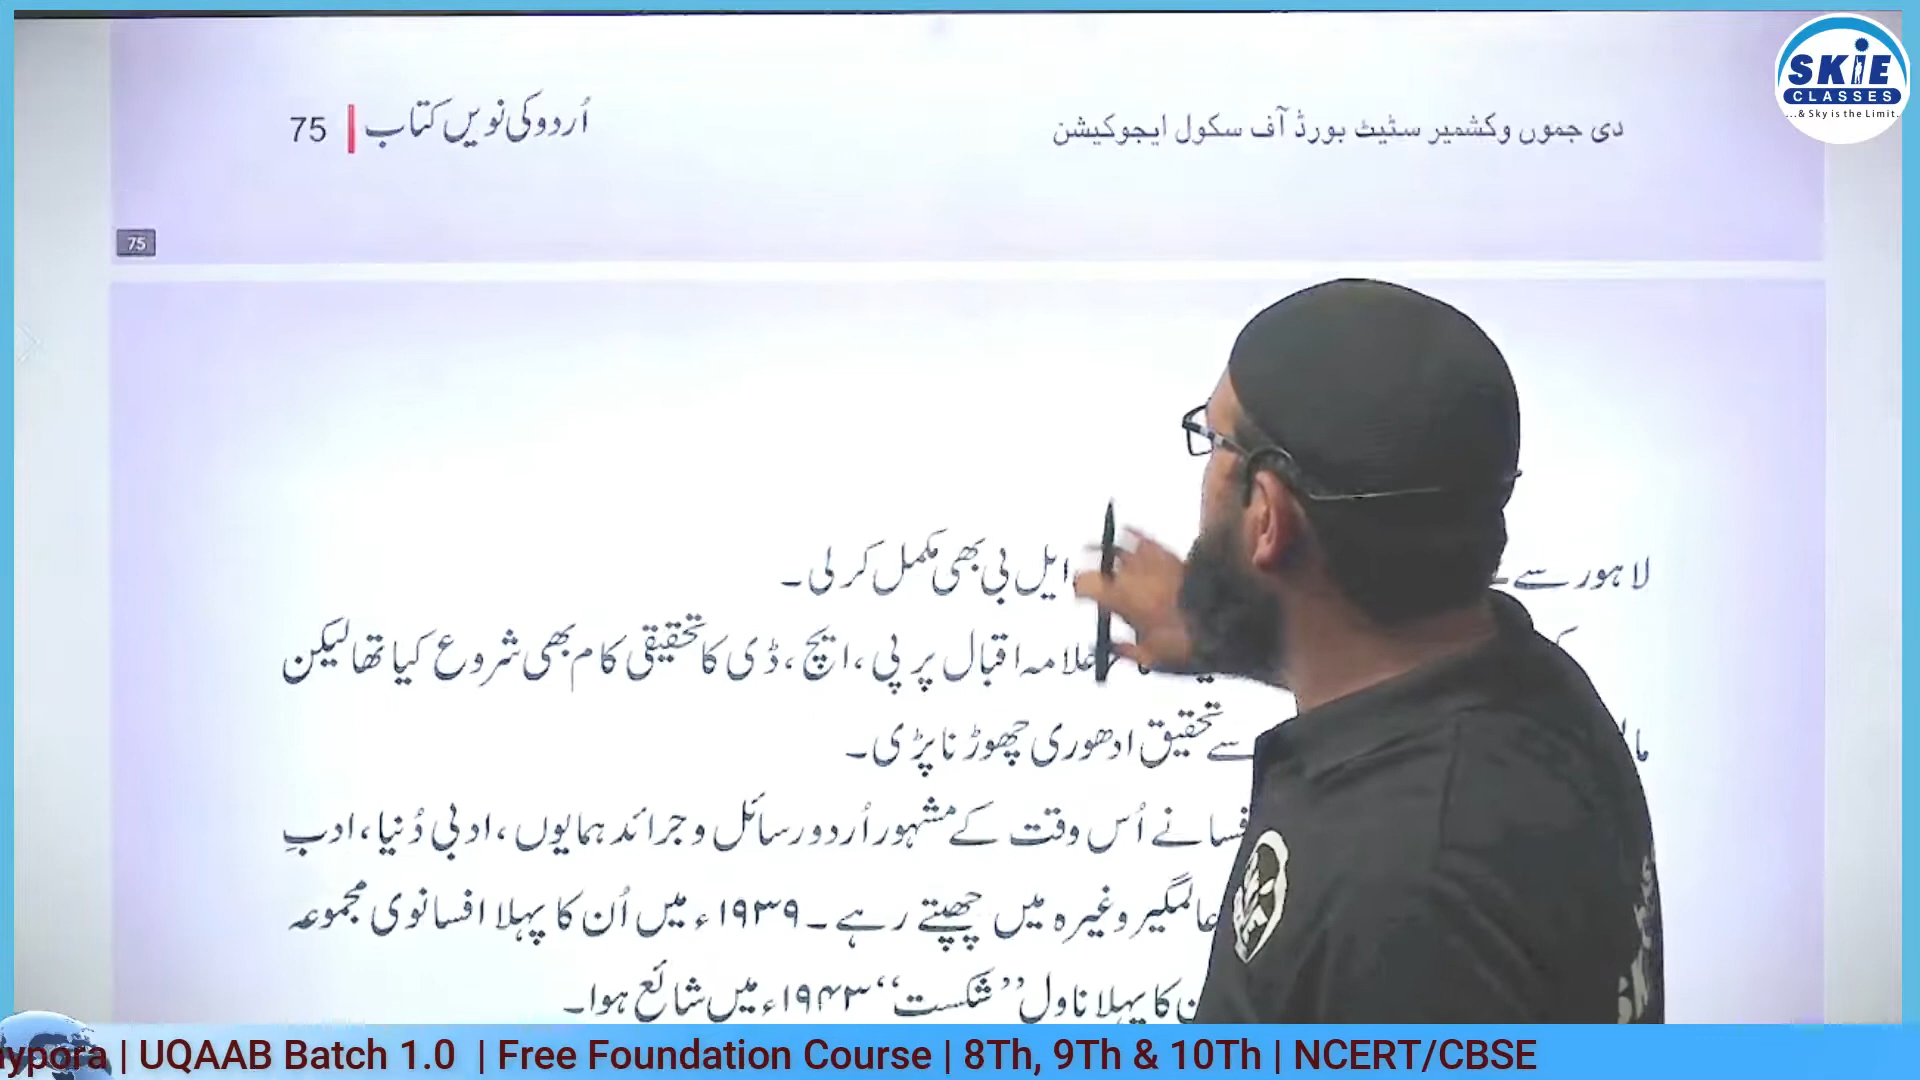 دی جموں وکشمیر سٹیٹ بورڈ آف سکول ایجوکیشن
اُردو کی نویں کتاب | 75
75
SKIE
CLASSES
...& Sky is the Limit.
لاہور سے ایل بی بھی مکمل کر لی۔
علامہ اقبال پر پی، ایچ، ڈی کا تحقیقی کام بھی شروع کیا تھا لیکن
سے تحقیق ادھوری چھوڑنا پڑی۔
اُس وقت کے مشہور اُردو رسائل و جرائد ہمایوں، ادبی دُنیا، ادبِ
وغیرہ میں چھپتے رہے۔ ۱۹۳۹ء میں اُن کا پہلا افسانوی مجموعہ
کا پہلا ناول ’’شکست‘‘ ۱۹۴۳ء میں شائع ہوا۔
| UQAAB Batch 1.0 | Free Foundation Course | 8Th, 9Th & 10Th | NCERT/CBSE